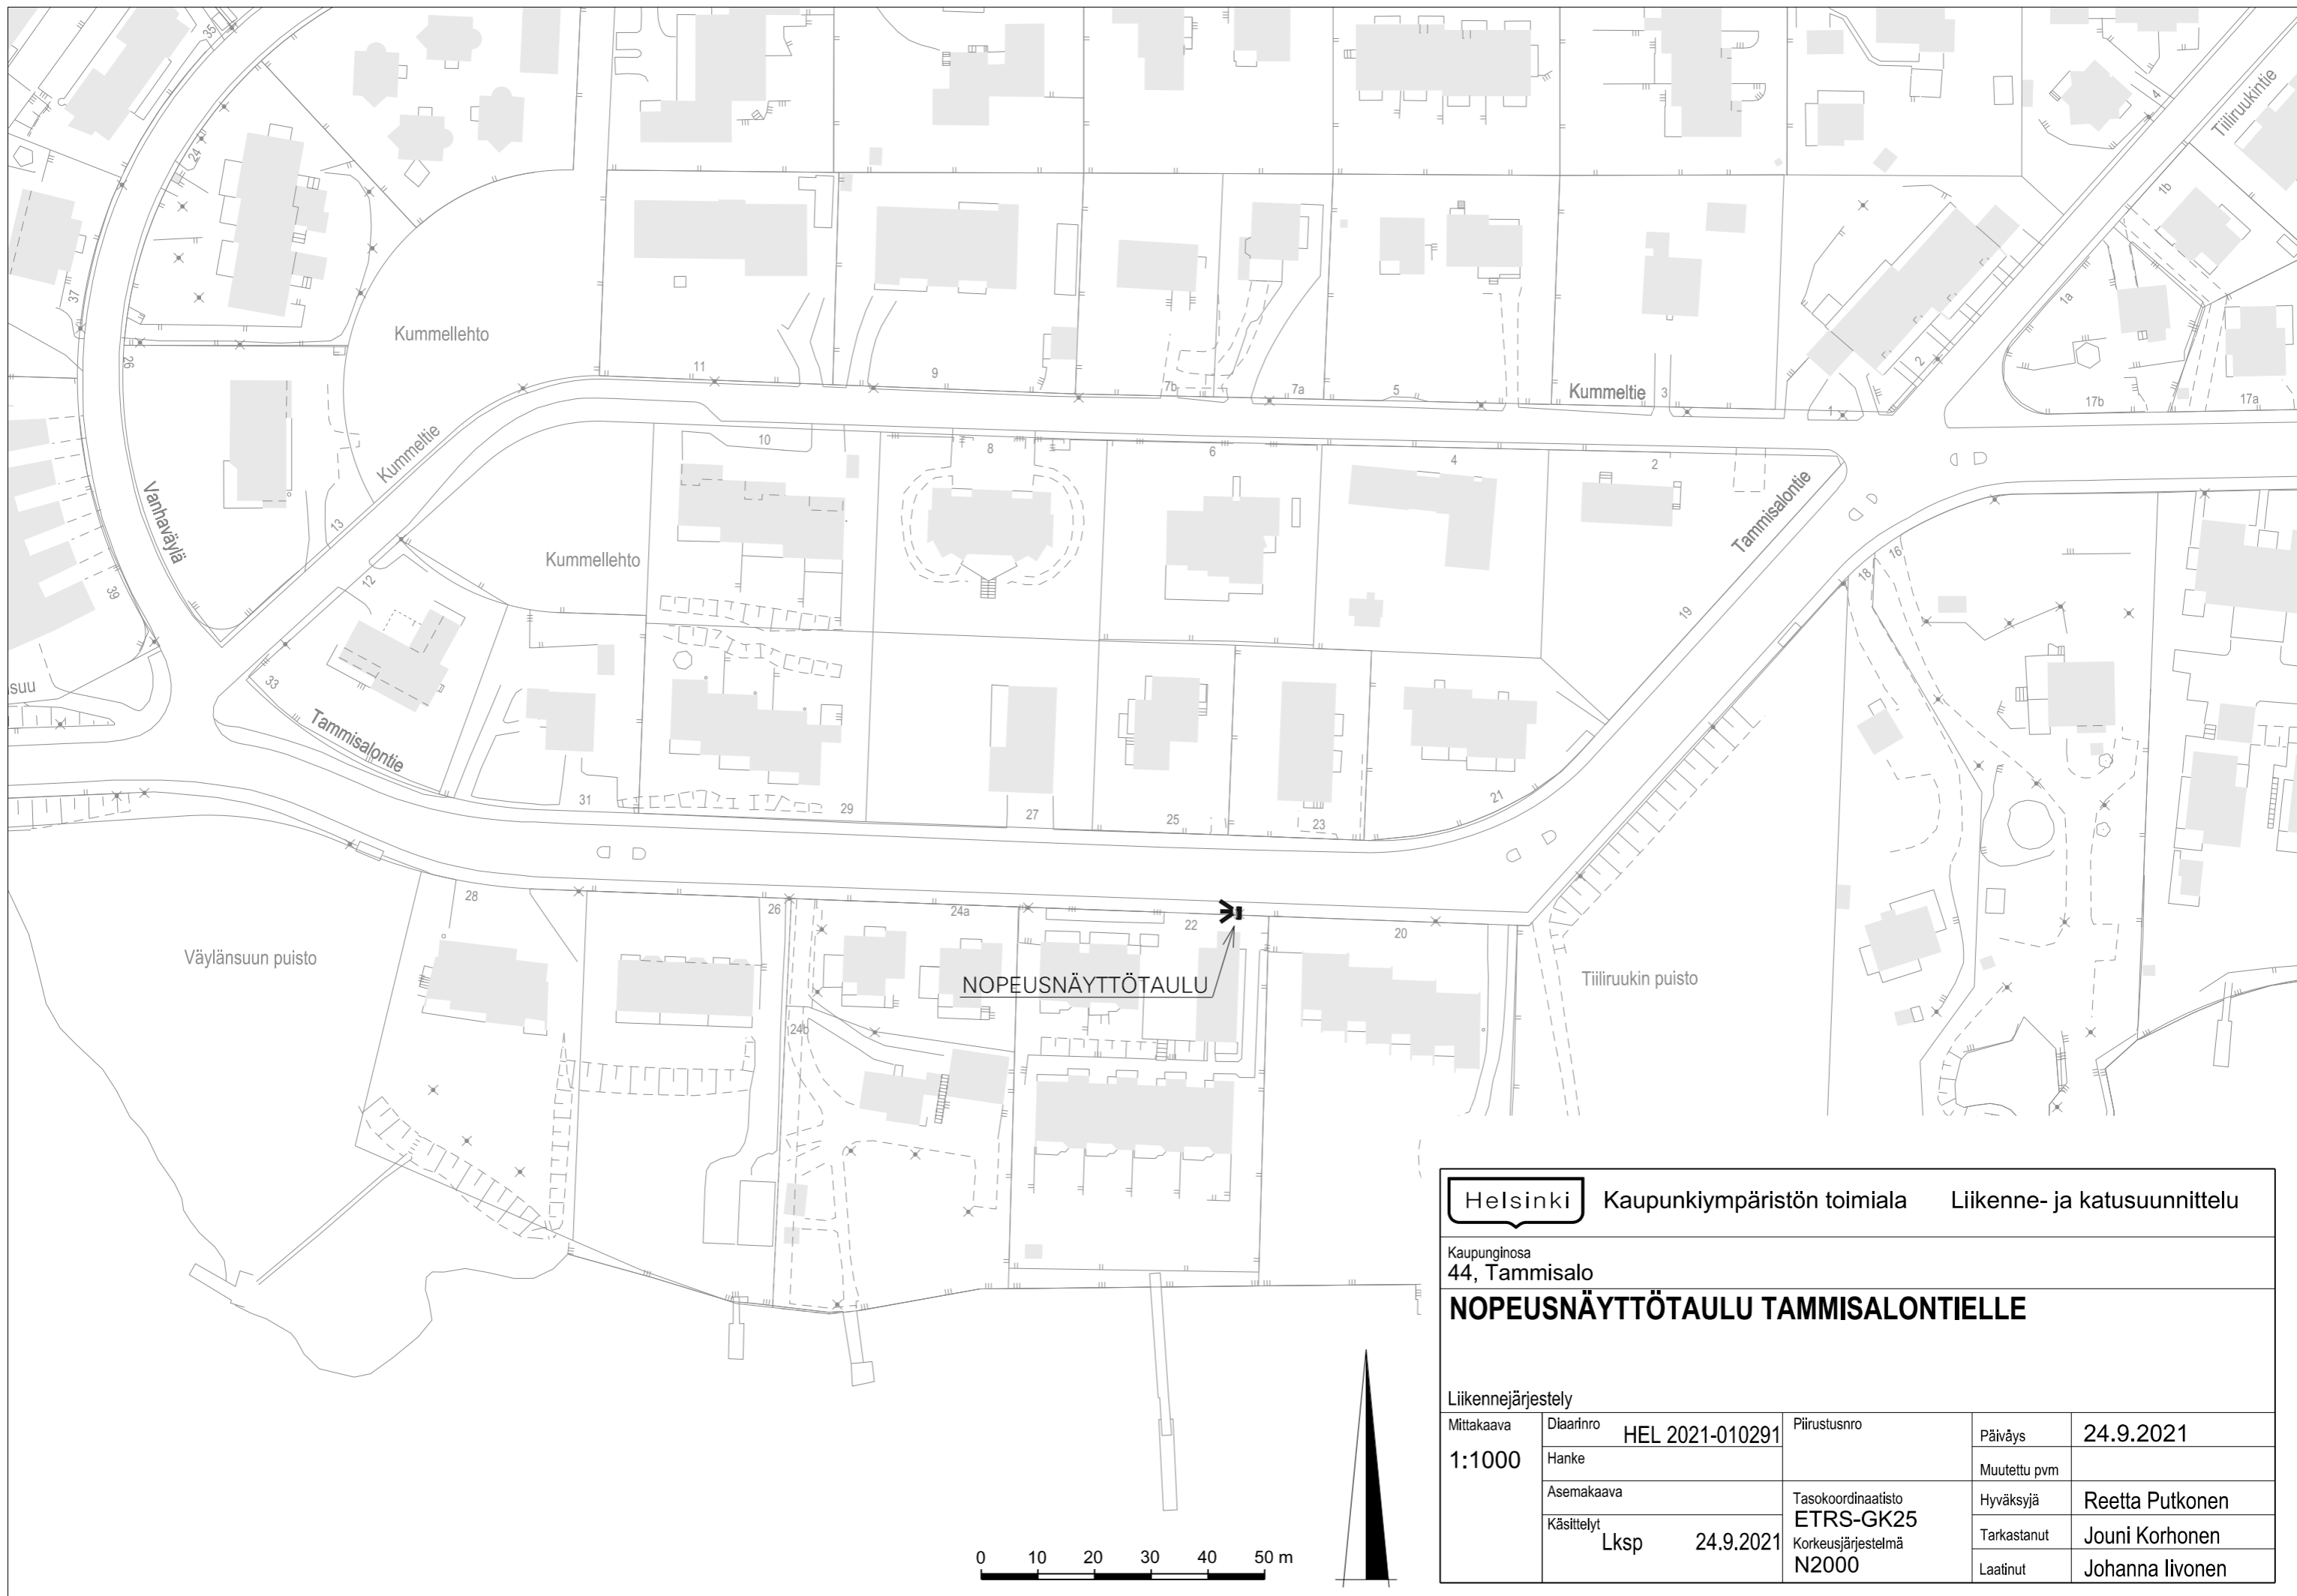 35
24
37
26
Kummellehto
11
9
7b
7a
5
Kummeltie
3
1
2
4
Tiiliruukintie
1b
1a
17b
17a
Vanhaväylä
Kummeltie
13
39
12
Kummellehto
10
8
6
4
2
Tammisalontie
19
16
18
suu
33
Tammisalontie
31
29
27
25
23
21
28
26
24a
22
20
Väylänsuun puisto
NOPEUSNÄYTTÖTAULU
24b
Tiiliruukin puisto
Helsinki Kaupunkiympäristön toimiala Liikenne- ja katusuunnittelu
Kaupunginosa
44, Tammisalo
NOPEUSNÄYTTÖTAULU TAMMISALONTIELLE
Liikennejärjestely
Mittakaava
1:1000
Diaarinro HEL 2021-010291
Piirustusnro
Päiväys 24.9.2021
Hanke
Muutettu pvm
Asemakaava
Tasokoordinaatisto
ETRS-GK25
Hyväksyjä Reetta Putkonen
Käsittelyt
Lksp 24.9.2021
Korkeusjärjestelmä
N2000
Tarkastanut Jouni Korhonen
Laatinut Johanna Iivonen
0 10 20 30 40 50 m